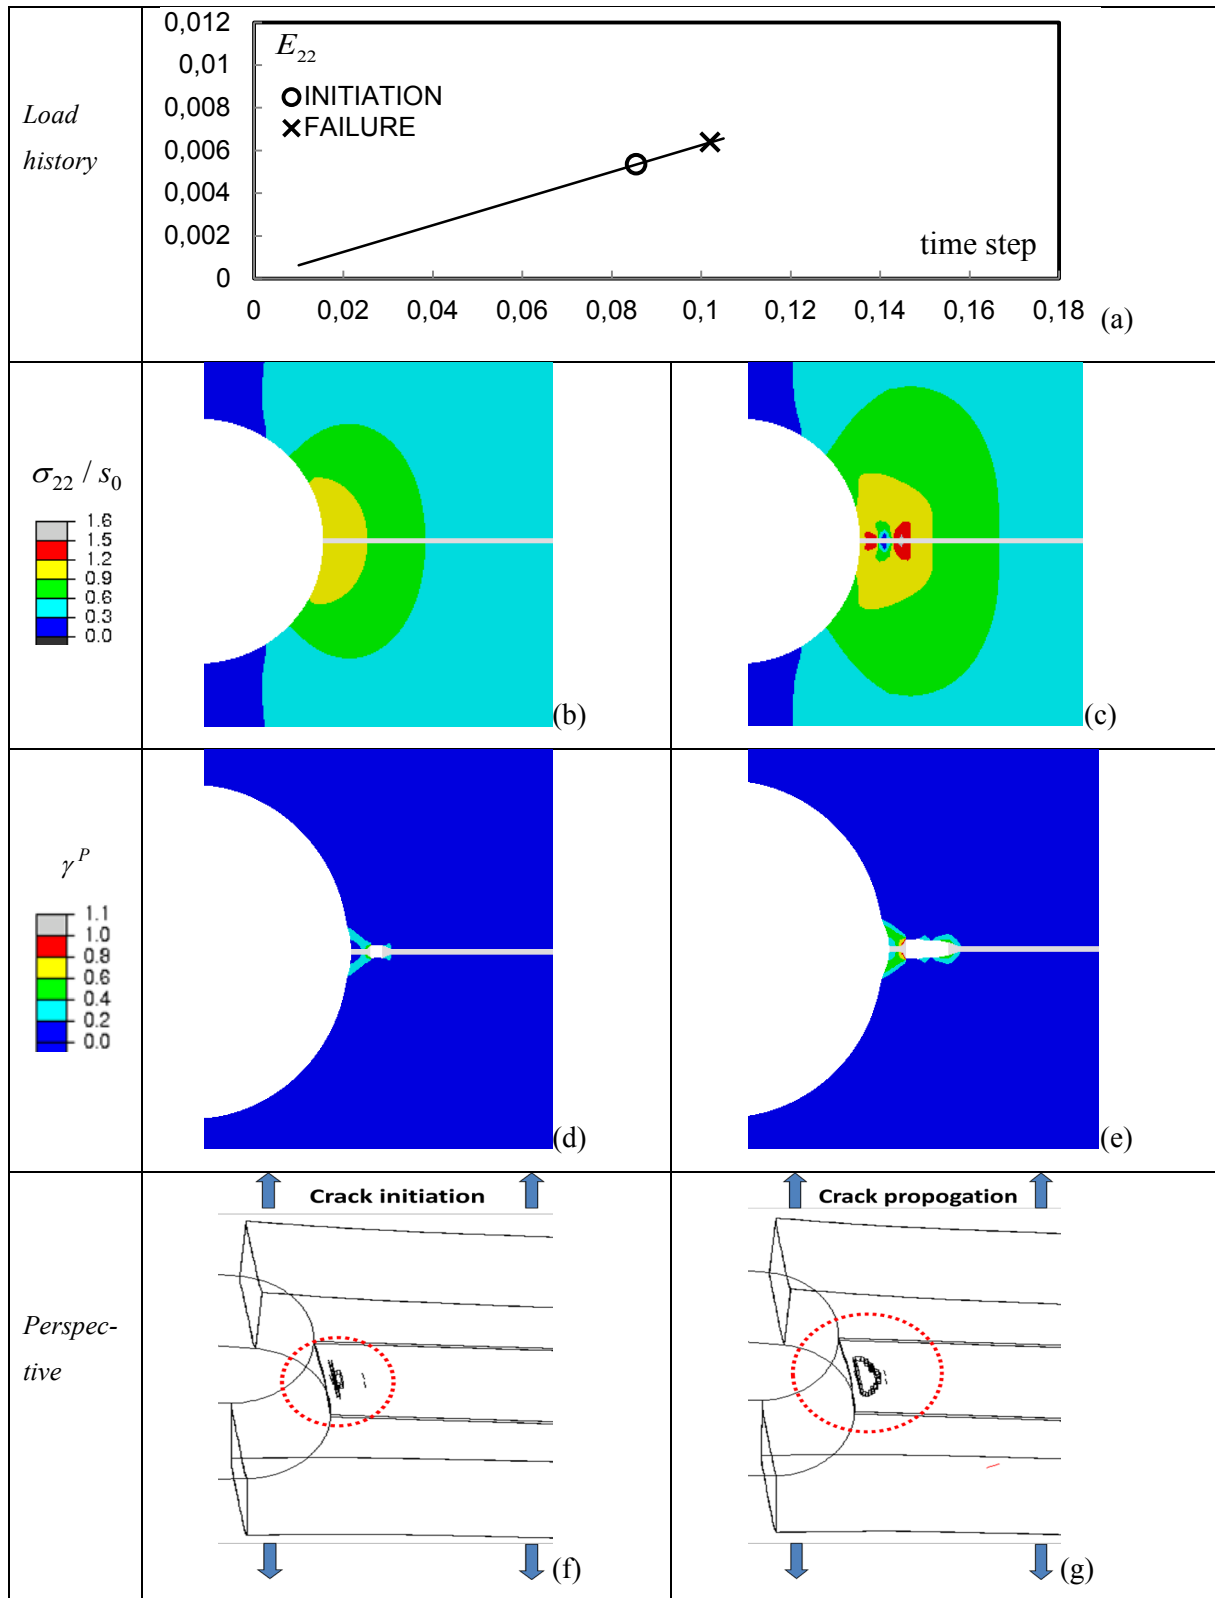 Load
history
0,012
0,01
0,008
0,006
0,004
0,002
0
E22
INITIATION
FAILURE
time step
0 0,02 0,04 0,06 0,08 0,1 0,12 0,14 0,16 0,18
(a)
σ22 / s0
1.6
1.5
1.2
0.9
0.6
0.3
0.0
(b)
(c)
γP
1.1
1.0
0.8
0.6
0.4
0.2
0.0
(d)
(e)
Perspec-
tive
Crack initiation
(f)
Crack propogation
(g)